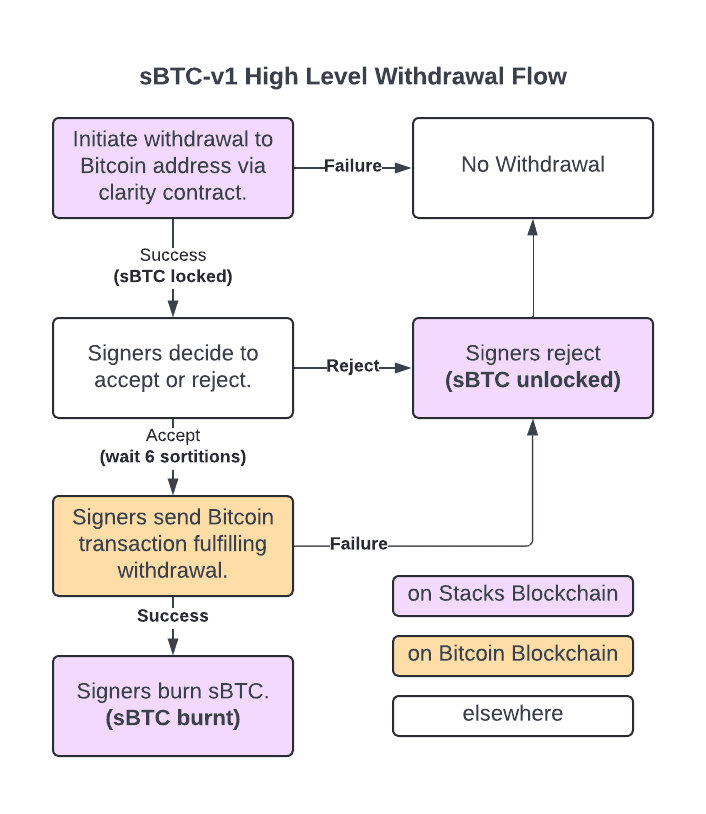 sBTC-v1 High Level Withdrawal Flow
Initiate withdrawal to
Bitcoin address via
clarity contract.
Failure
No Withdrawal
Success
(sBTC locked)
Signers decide to
accept or reject.
Reject
Signers reject
(sBTC unlocked)
Accept
(wait 6 sortitions)
Signers send Bitcoin
transaction fulfilling
withdrawal.
Failure
Success
Signers burn sBTC.
(sBTC burnt)
on Stacks Blockchain
on Bitcoin Blockchain
elsewhere